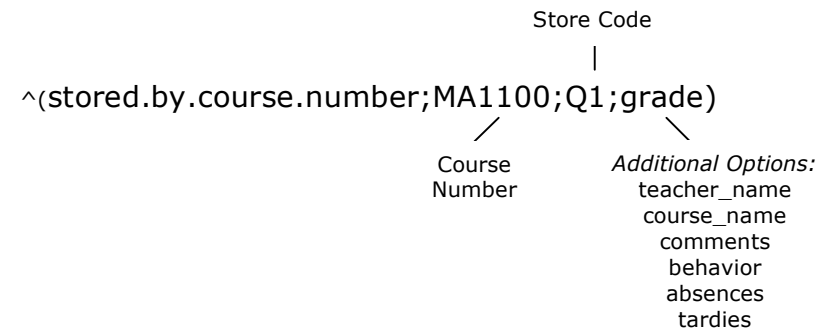 Store Code
^(stored.by.course.number;MA1100;Q1;grade)
Course
Number
Additional Options:
teacher_name
course_name
comments
behavior
absences
tardies